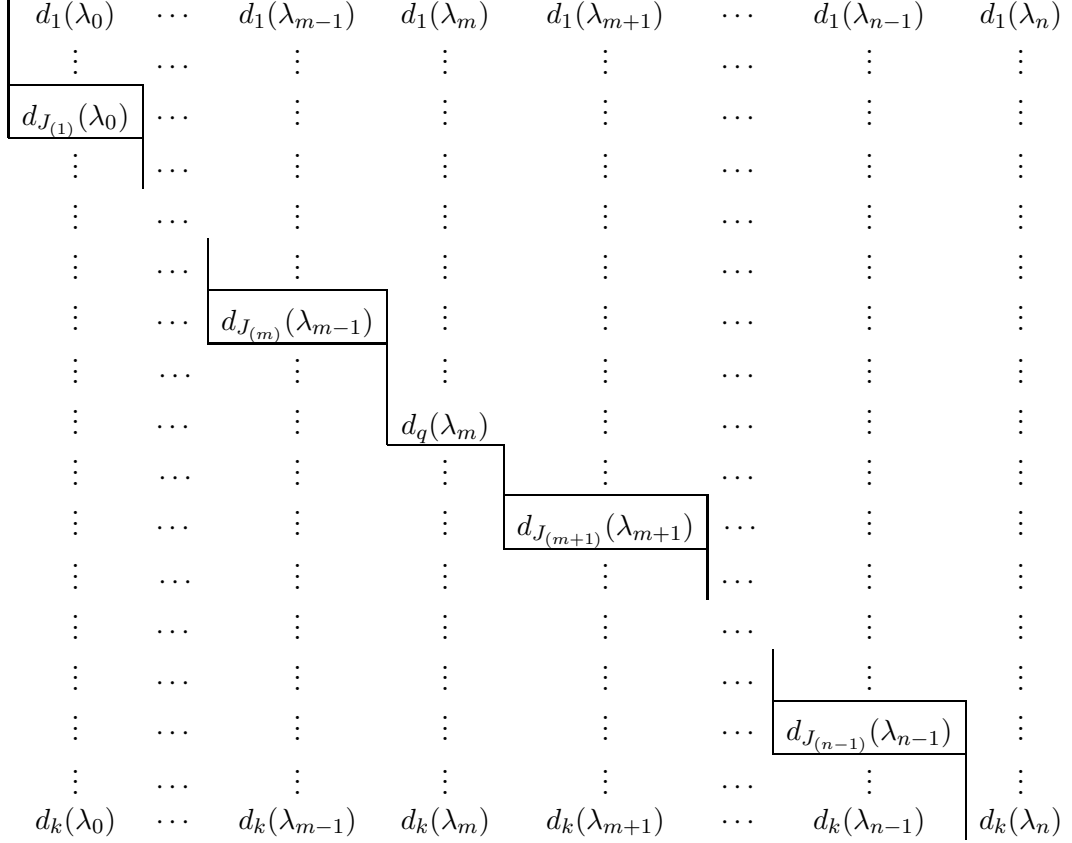 d_1(λ_0) ⋯ d_1(λ_{m−1}) d_1(λ_m) d_1(λ_{m+1}) ⋯ d_1(λ_{n−1}) d_1(λ_n)
⋮ ⋯ ⋮ ⋮ ⋮ ⋯ ⋮ ⋮
d_{J_{(1)}}(λ_0) ⋯ ⋮ ⋮ ⋮ ⋯ ⋮ ⋮
⋮ ⋯ ⋮ ⋮ ⋮ ⋯ ⋮ ⋮
⋮ ⋯ ⋮ ⋮ ⋮ ⋯ ⋮ ⋮
⋮ ⋯ ⋮ ⋮ ⋮ ⋯ ⋮ ⋮
⋮ ⋯ d_{J_{(m)}}(λ_{m−1}) ⋮ ⋮ ⋯ ⋮ ⋮
⋮ ⋯ ⋮ ⋮ ⋮ ⋯ ⋮ ⋮
⋮ ⋯ ⋮ d_q(λ_m) ⋮ ⋯ ⋮ ⋮
⋮ ⋯ ⋮ ⋮ ⋮ ⋯ ⋮ ⋮
⋮ ⋯ ⋮ ⋮ d_{J_{(m+1)}}(λ_{m+1}) ⋯ ⋮ ⋮
⋮ ⋯ ⋮ ⋮ ⋮ ⋯ ⋮ ⋮
⋮ ⋯ ⋮ ⋮ ⋮ ⋯ ⋮ ⋮
⋮ ⋯ ⋮ ⋮ ⋮ ⋯ ⋮ ⋮
⋮ ⋯ ⋮ ⋮ ⋮ ⋯ d_{J_{(n−1)}}(λ_{n−1}) ⋮
⋮ ⋯ ⋮ ⋮ ⋮ ⋯ ⋮ ⋮
d_k(λ_0) ⋯ d_k(λ_{m−1}) d_k(λ_m) d_k(λ_{m+1}) ⋯ d_k(λ_{n−1}) d_k(λ_n)